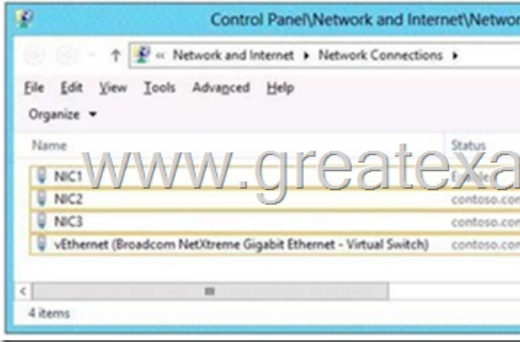 Control Panel\Network and Internet\Networ
« Network and Internet ▸ Network Connections ▸
File Edit View Tools Advanced Help
Organize
Name Status
www.greatexa
NIC1
NIC2 contoso.com
NIC3 contoso.com
vEthernet (Broadcom NetXtreme Gigabit Ethernet - Virtual Switch) contoso.com
4 items